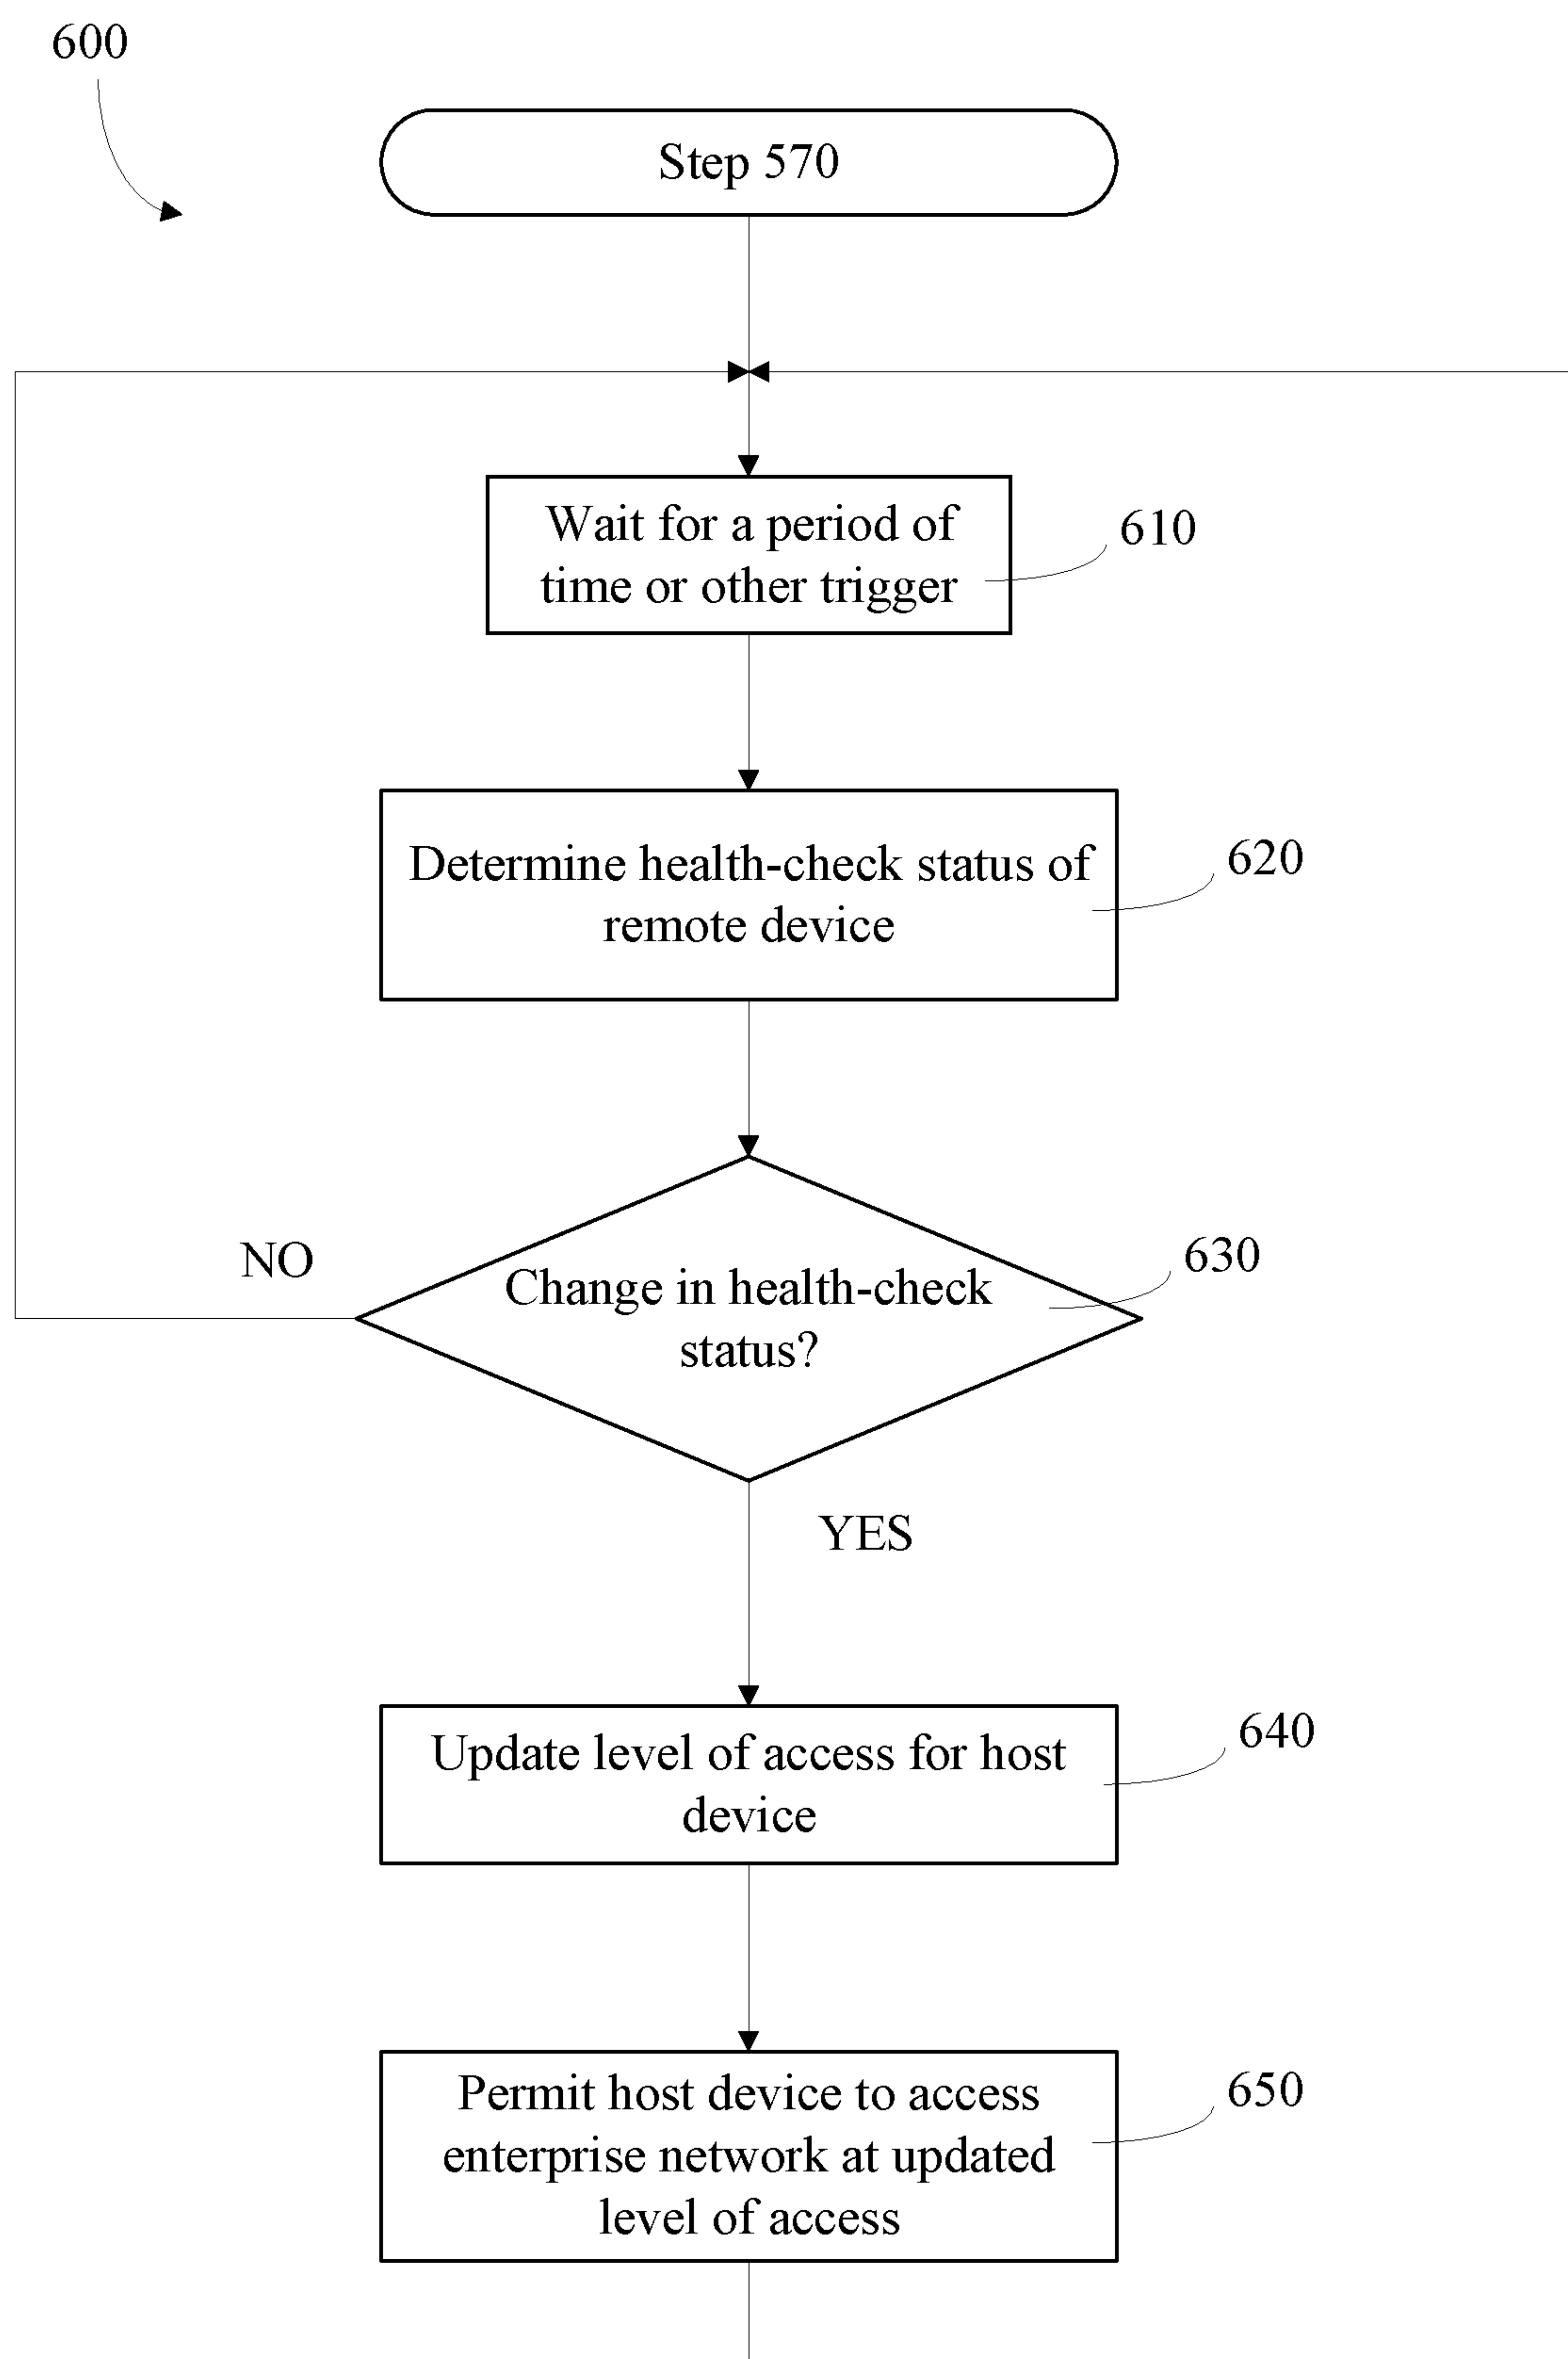 600
Step 570
Wait for a period of
time or other trigger
610
Determine health-check status of
remote device
620
NO
Change in health-check
status?
630
YES
Update level of access for host
device
640
Permit host device to access
enterprise network at updated
level of access
650